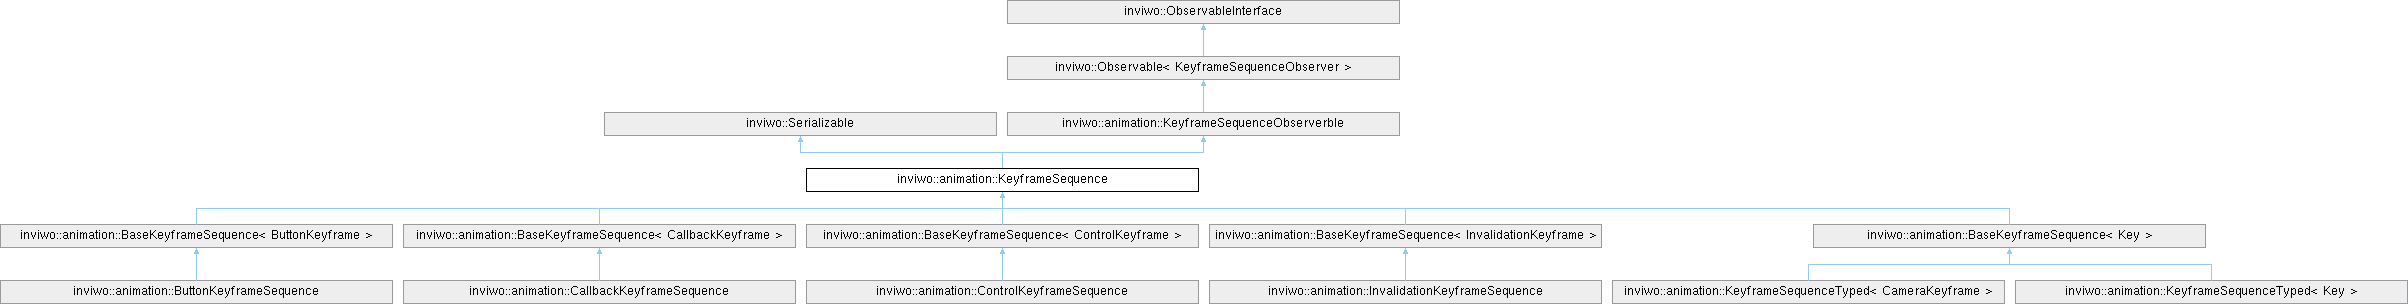 inviwo::ObservableInterface
inviwo::Observable< KeyframeSequenceObserver >
inviwo::Serializable
inviwo::animation::KeyframeSequenceObserverble
inviwo::animation::KeyframeSequence
inviwo::animation::BaseKeyframeSequence< ButtonKeyframe >
inviwo::animation::BaseKeyframeSequence< CallbackKeyframe >
inviwo::animation::BaseKeyframeSequence< ControlKeyframe >
inviwo::animation::BaseKeyframeSequence< InvalidationKeyframe >
inviwo::animation::BaseKeyframeSequence< Key >
inviwo::animation::ButtonKeyframeSequence
inviwo::animation::CallbackKeyframeSequence
inviwo::animation::ControlKeyframeSequence
inviwo::animation::InvalidationKeyframeSequence
inviwo::animation::KeyframeSequenceTyped< CameraKeyframe >
inviwo::animation::KeyframeSequenceTyped< Key >